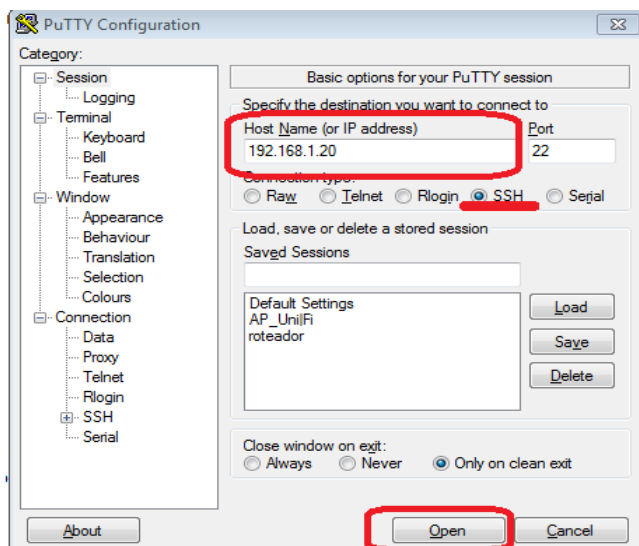 PuTTY Configuration
Category:
Session
Logging
Terminal
Keyboard
Bell
Features
Window
Appearance
Behaviour
Translation
Selection
Colours
Connection
Data
Proxy
Telnet
Rlogin
SSH
Serial
Basic options for your PuTTY session
Specify the destination you want to connect to
Host Name (or IP address) Port
192.168.1.20 22
Connection type:
Raw Telnet Rlogin SSH Serial
Load, save or delete a stored session
Saved Sessions
Default Settings
AP_UnilFi
roteador
Load
Save
Delete
Close window on exit:
Always Never Only on clean exit
About Open Cancel